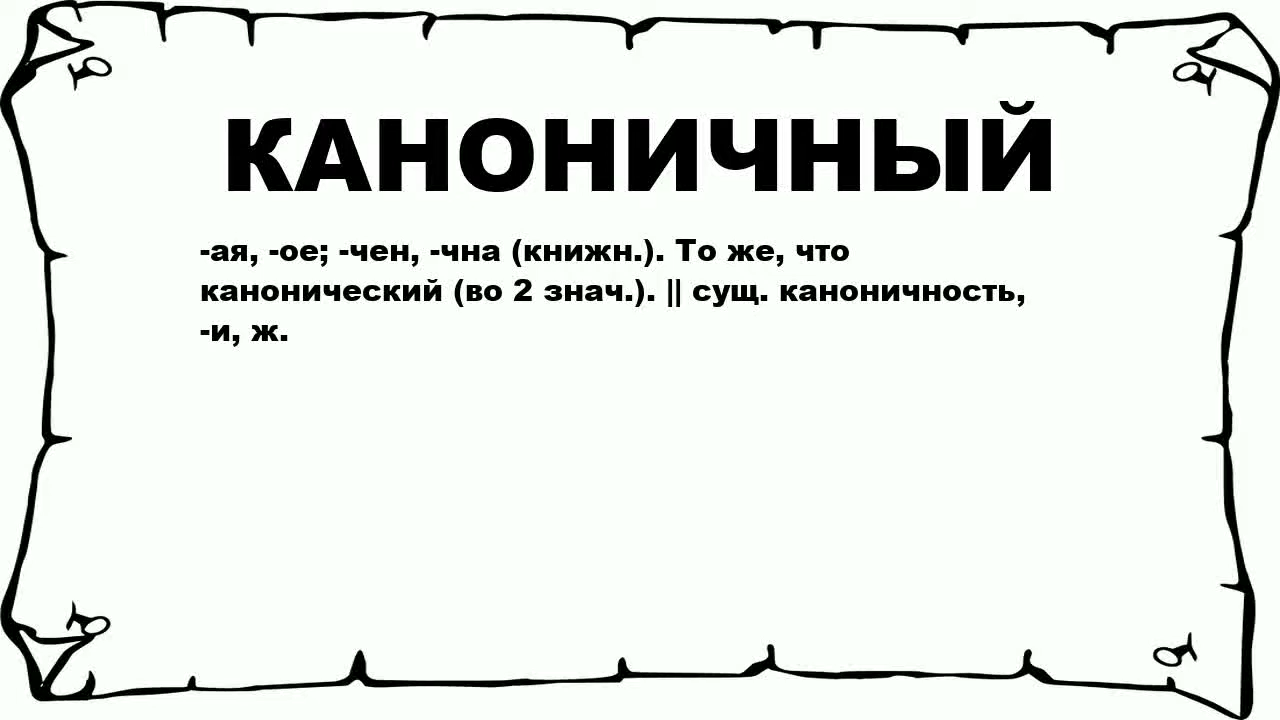 КАНОНИЧНЫЙ
-ая, -ое; -чен, -чна (книжн.). То же, что
канонический (во 2 знач.). || сущ. каноничность,
-и, ж.